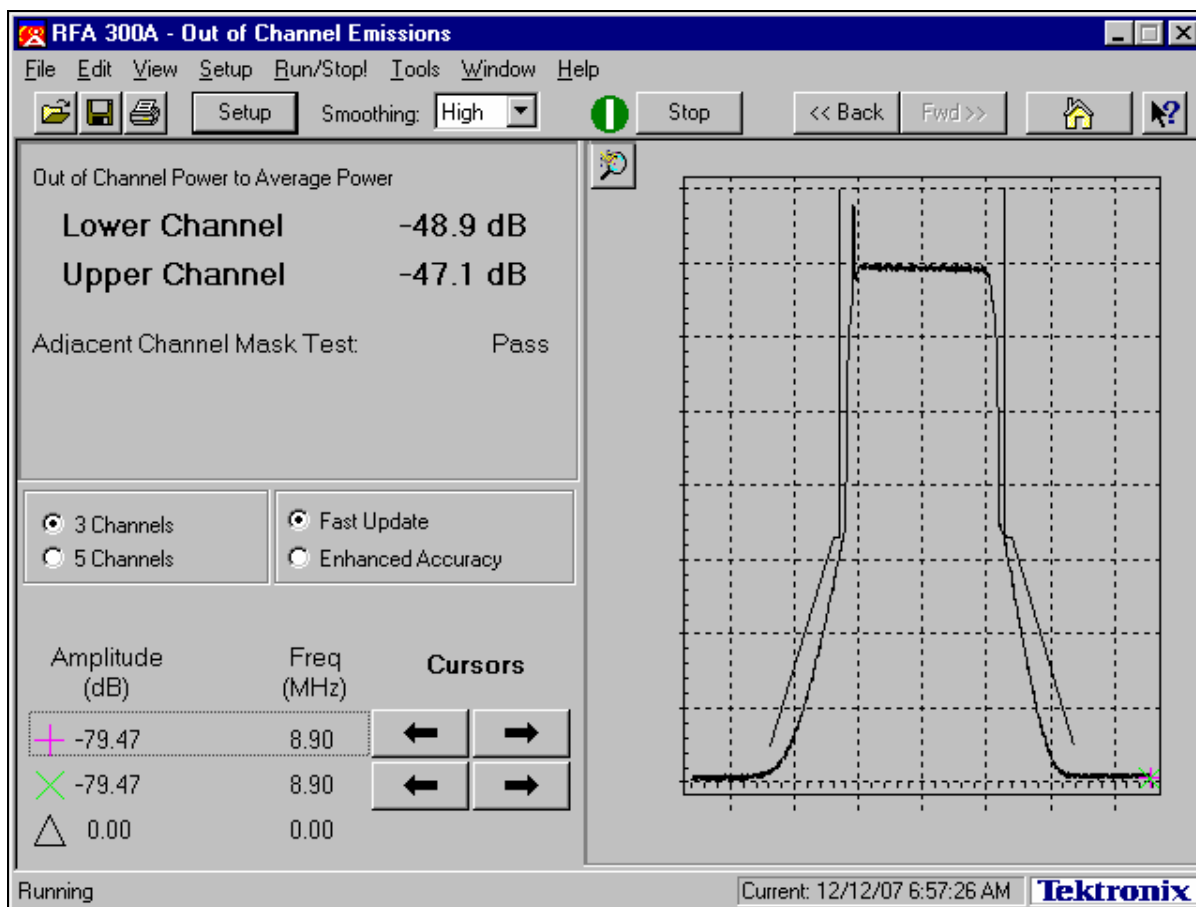 RFA 300A - Out of Channel Emissions
File Edit View Setup Run/Stop! Tools Window Help
Setup Smoothing: High Stop << Back Fwd >>
Out of Channel Power to Average Power
Lower Channel -48.9 dB
Upper Channel -47.1 dB
Adjacent Channel Mask Test: Pass
3 Channels
5 Channels
Fast Update
Enhanced Accuracy
Amplitude (dB) Freq (MHz) Cursors
-79.47 8.90
-79.47 8.90
0.00 0.00
Running Current: 12/12/07 6:57:26 AM Tektronix